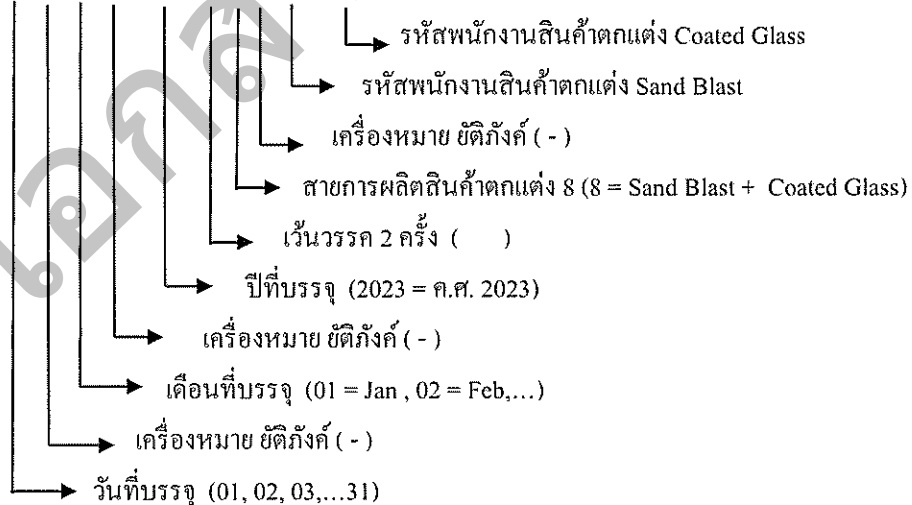 รหัสพนักงานสินค้าตกแต่ง Coated Glass
รหัสพนักงานสินค้าตกแต่ง Sand Blast
เครื่องหมาย ยัติภังค์ ( - )
สายการผลิตสินค้าตกแต่ง 8 (8 = Sand Blast + Coated Glass)
เว้นวรรค 2 ครั้ง ( )
ปีที่บรรจุ (2023 = ค.ศ. 2023)
เครื่องหมาย ยัติภังค์ ( - )
เดือนที่บรรจุ (01 = Jan , 02 = Feb,...)
เครื่องหมาย ยัติภังค์ ( - )
วันที่บรรจุ (01, 02, 03,...31)